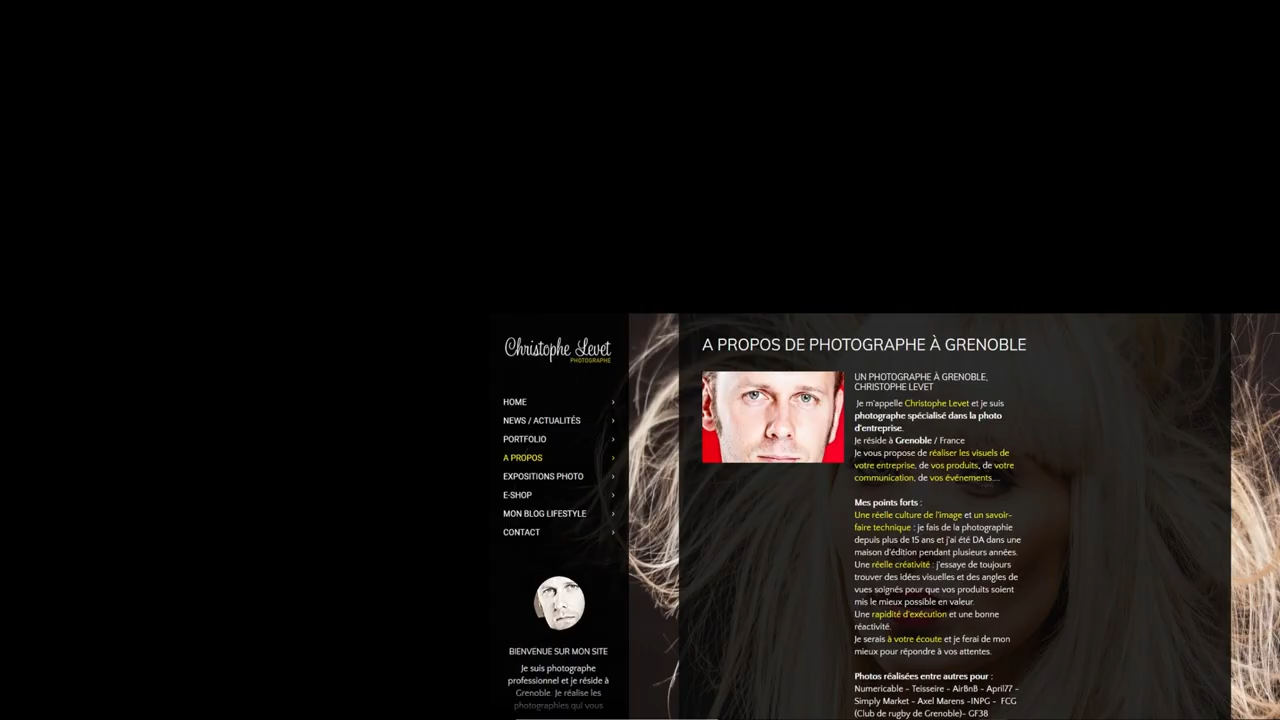 Christophe Levet
PHOTOGRAPHE
HOME
NEWS / ACTUALITÉS
PORTFOLIO
A PROPOS
EXPOSITIONS PHOTO
E-SHOP
MON BLOG LIFESTYLE
CONTACT
BIENVENUE SUR MON SITE
Je suis photographe
professionnel et je réside à
Grenoble. Je réalise les
photographies qui vous
A PROPOS DE PHOTOGRAPHE À GRENOBLE
UN PHOTOGRAPHE À GRENOBLE,
CHRISTOPHE LEVET
Je m'appelle Christophe Levet et je suis
photographe spécialisé dans la photo
d'entreprise.
Je réside à Grenoble / France
Je vous propose de réaliser les visuels de
votre entreprise, de vos produits, de votre
communication, de vos événements....
Mes points forts :
Une réelle culture de l'image et un savoir-
faire technique : je fais de la photographie
depuis plus de 15 ans et j'ai été DA dans une
maison d'édition pendant plusieurs années.
Une réelle créativité : j'essaye de toujours
trouver des idées visuelles et des angles de
vues soignés pour que vos produits soient
mis le mieux possible en valeur.
Une rapidité d'exécution et une bonne
réactivité.
Je serais à votre écoute et je ferai de mon
mieux pour répondre à vos attentes.
Photos réalisées entre autres pour :
Numericable - Teisseire - AirBnB - April77 -
Simply Market - Axel Marens -INPG - FCG
(Club de rugby de Grenoble)- GF38